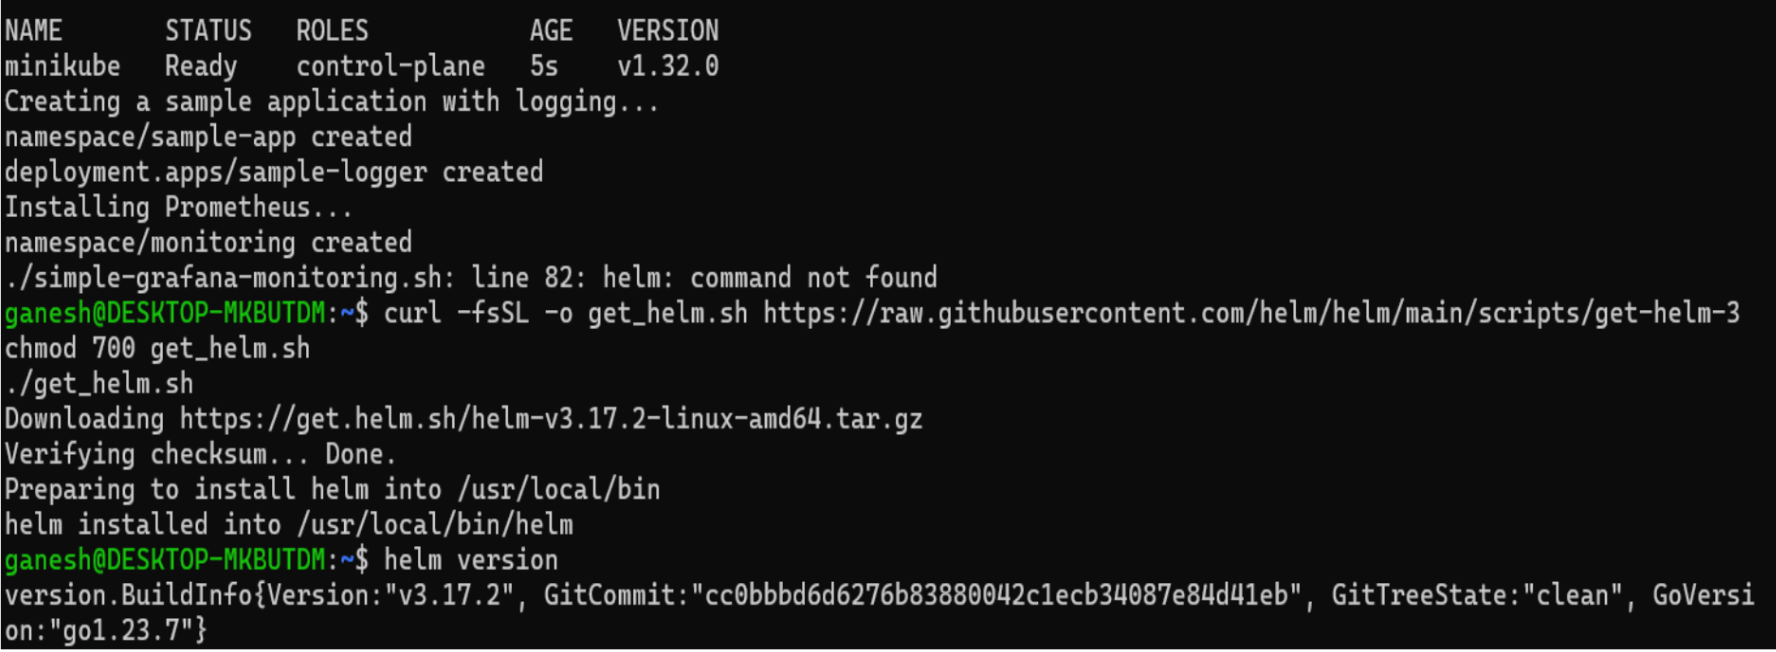 NAME       STATUS   ROLES           AGE   VERSION
minikube   Ready    control-plane   5s    v1.32.0
Creating a sample application with logging...
namespace/sample-app created
deployment.apps/sample-logger created
Installing Prometheus...
namespace/monitoring created
./simple-grafana-monitoring.sh: line 82: helm: command not found
ganesh@DESKTOP-MKBUTDM:~$ curl -fsSL -o get_helm.sh https://raw.githubusercontent.com/helm/helm/main/scripts/get-helm-3
chmod 700 get_helm.sh
./get_helm.sh
Downloading https://get.helm.sh/helm-v3.17.2-linux-amd64.tar.gz
Verifying checksum... Done.
Preparing to install helm into /usr/local/bin
helm installed into /usr/local/bin/helm
ganesh@DESKTOP-MKBUTDM:~$ helm version
version.BuildInfo{Version:"v3.17.2", GitCommit:"cc0bbbd6d6276b83880042c1ecb34087e84d41eb", GitTreeState:"clean", GoVersi
on:"go1.23.7"}